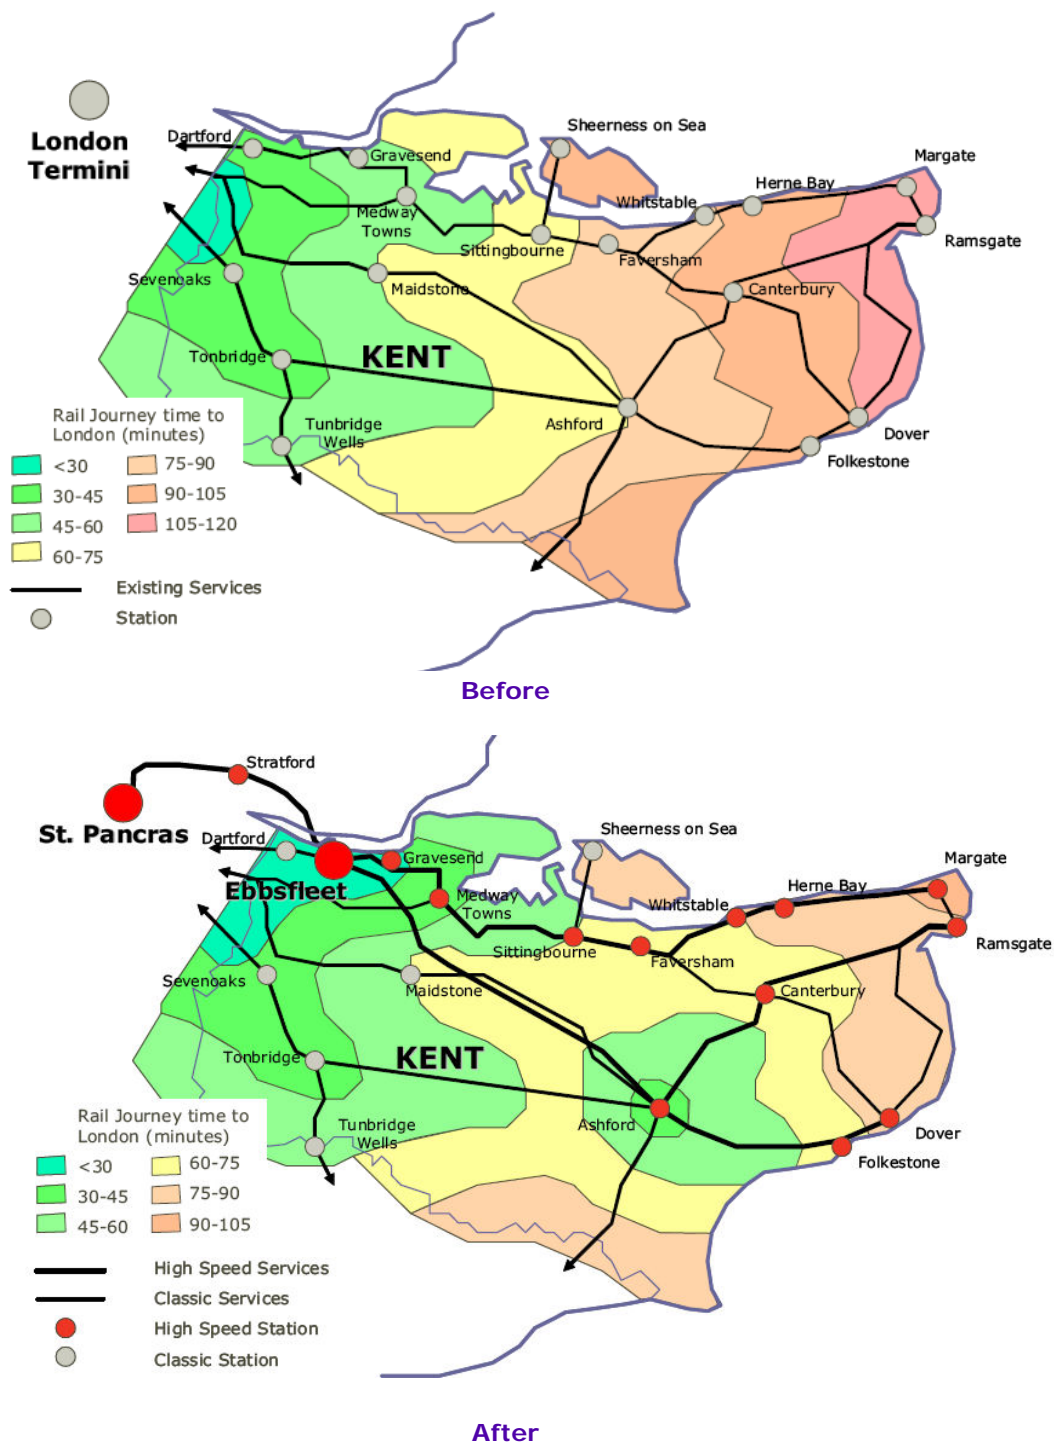 London
Termini
Dartford
Gravesend
Sheerness on Sea
Margate
Herne Bay
Whitstable
Medway
Towns
Ramsgate
Sittingbourne
Faversham
Sevenoaks
Maidstone
Canterbury
Tonbridge
KENT
Rail Journey time to
London (minutes)
Tunbridge
Wells
Ashford
Dover
Folkestone
<30
75-90
30-45
90-105
45-60
105-120
60-75
Existing Services
Station
Before
Stratford
St. Pancras
Dartford
Sheerness on Sea
Gravesend
Margate
Ebbsfleet
Herne Bay
Medway
Towns
Whitstable
Ramsgate
Sittingbourne
Faversham
Sevenoaks
Maidstone
Canterbury
Tonbridge
KENT
Rail Journey time to
London (minutes)
Tunbridge
Wells
Ashford
Dover
Folkestone
<30
60-75
30-45
75-90
45-60
90-105
High Speed Services
Classic Services
High Speed Station
Classic Station
After